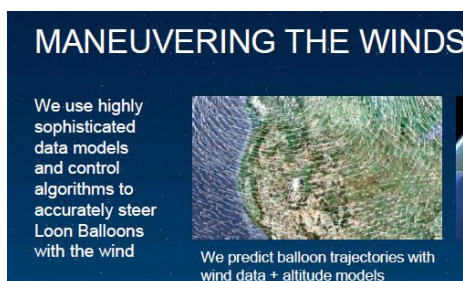 MANEUVERING THE WINDS
We use highly
sophisticated
data models
and control
algorithms to
accurately steer
Loon Balloons
with the wind
We predict balloon trajectories with
wind data + altitude models